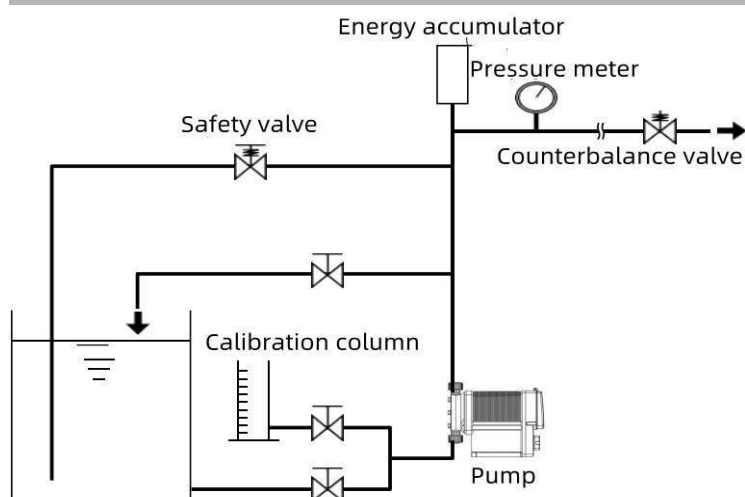 Energy accumulator
Pressure meter
Safety valve
Counterbalance valve
Calibration column
Pump